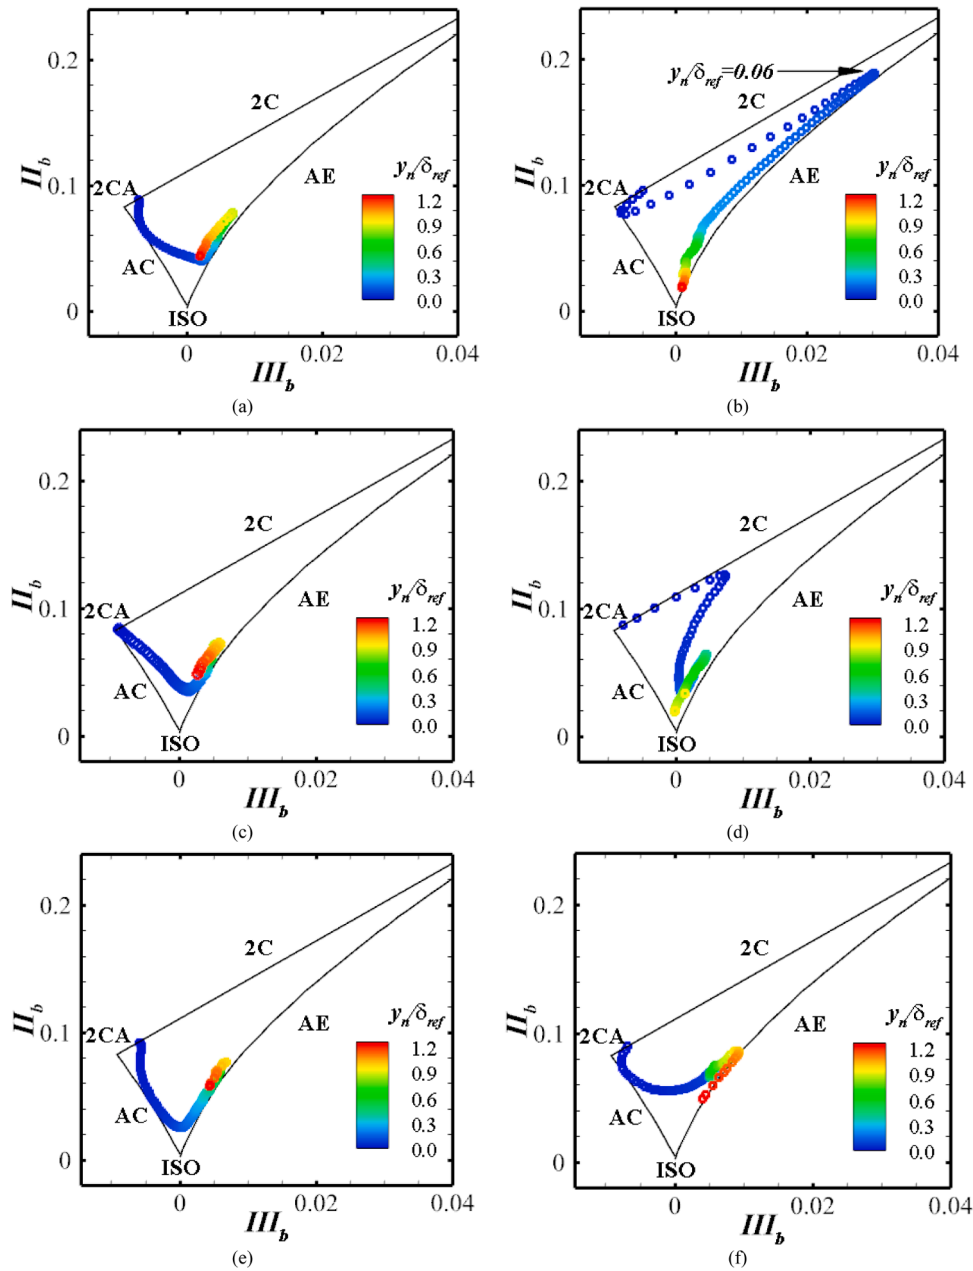 0.2
2C
y_n/δ_ref
II_b
0.1
2CA
AE
1.2
0.9
0.6
AC
0.3
0.0
0
ISO
0
0.02
0.04
III_b
(a)
0.2
y_n/δ_ref=0.06
2C
y_n/δ_ref
II_b
0.1
2CA
AE
1.2
0.9
0.6
AC
0.3
0.0
0
ISO
0
0.02
0.04
III_b
(b)
0.2
2C
y_n/δ_ref
II_b
0.1
2CA
AE
1.2
0.9
0.6
AC
0.3
0.0
0
ISO
0
0.02
0.04
III_b
(c)
0.2
2C
y_n/δ_ref
II_b
0.1
2CA
AE
1.2
0.9
0.6
AC
0.3
0.0
0
ISO
0
0.02
0.04
III_b
(d)
0.2
2C
y_n/δ_ref
II_b
0.1
2CA
AE
1.2
0.9
0.6
AC
0.3
0.0
0
ISO
0
0.02
0.04
III_b
(e)
0.2
2C
y_n/δ_ref
II_b
0.1
2CA
AE
1.2
0.9
0.6
AC
0.3
0.0
0
ISO
0
0.02
0.04
III_b
(f)